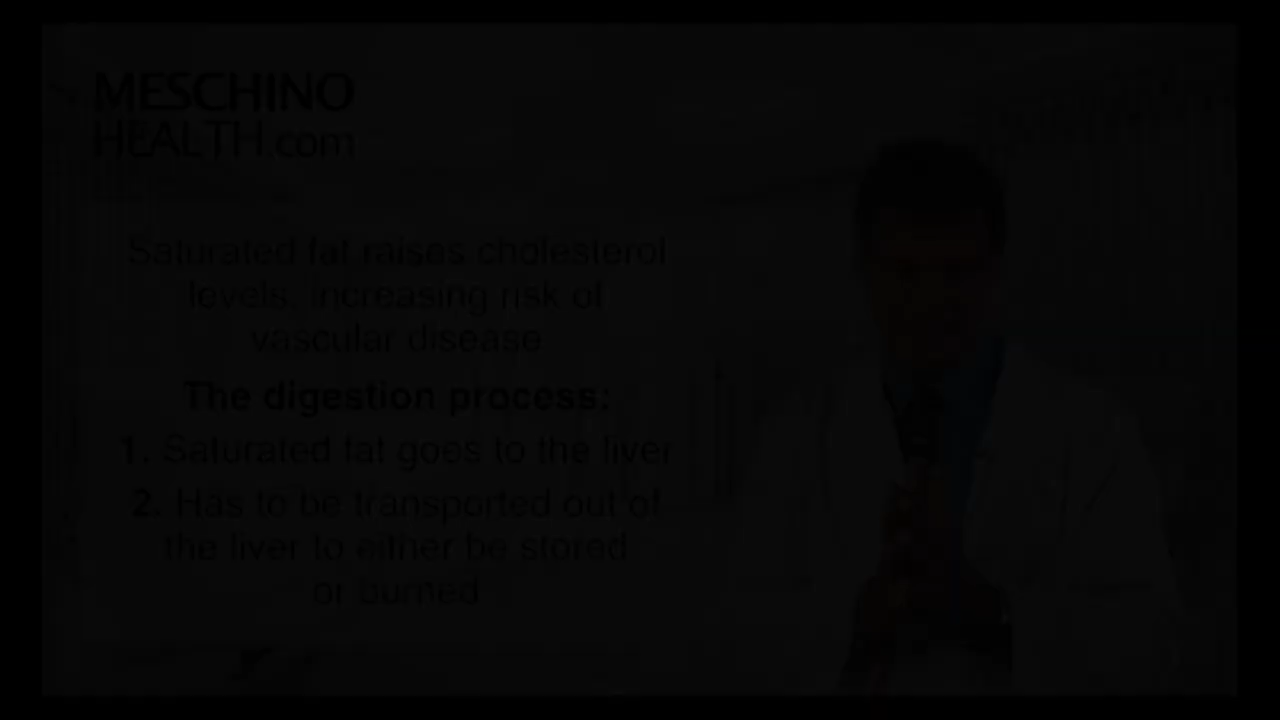 MESCHINO
HEALTH.com
Saturated fat raises cholesterol
levels, increasing risk of
vascular disease
The digestion process:
1. Saturated fat goes to the liver
2. Has to be transported out of
the liver to either be stored
or burned